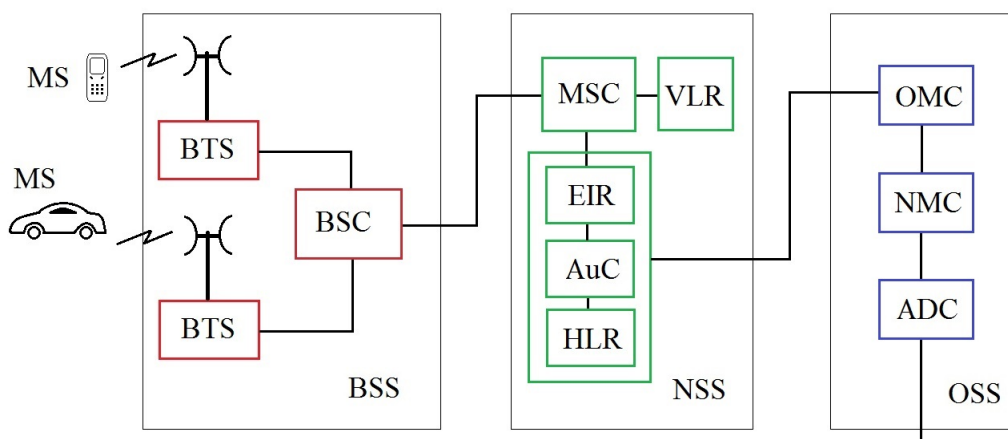 MS
BTS
MS
BTS
BSC
BSS
MSC
VLR
EIR
AuC
HLR
NSS
OMC
NMC
ADC
OSS